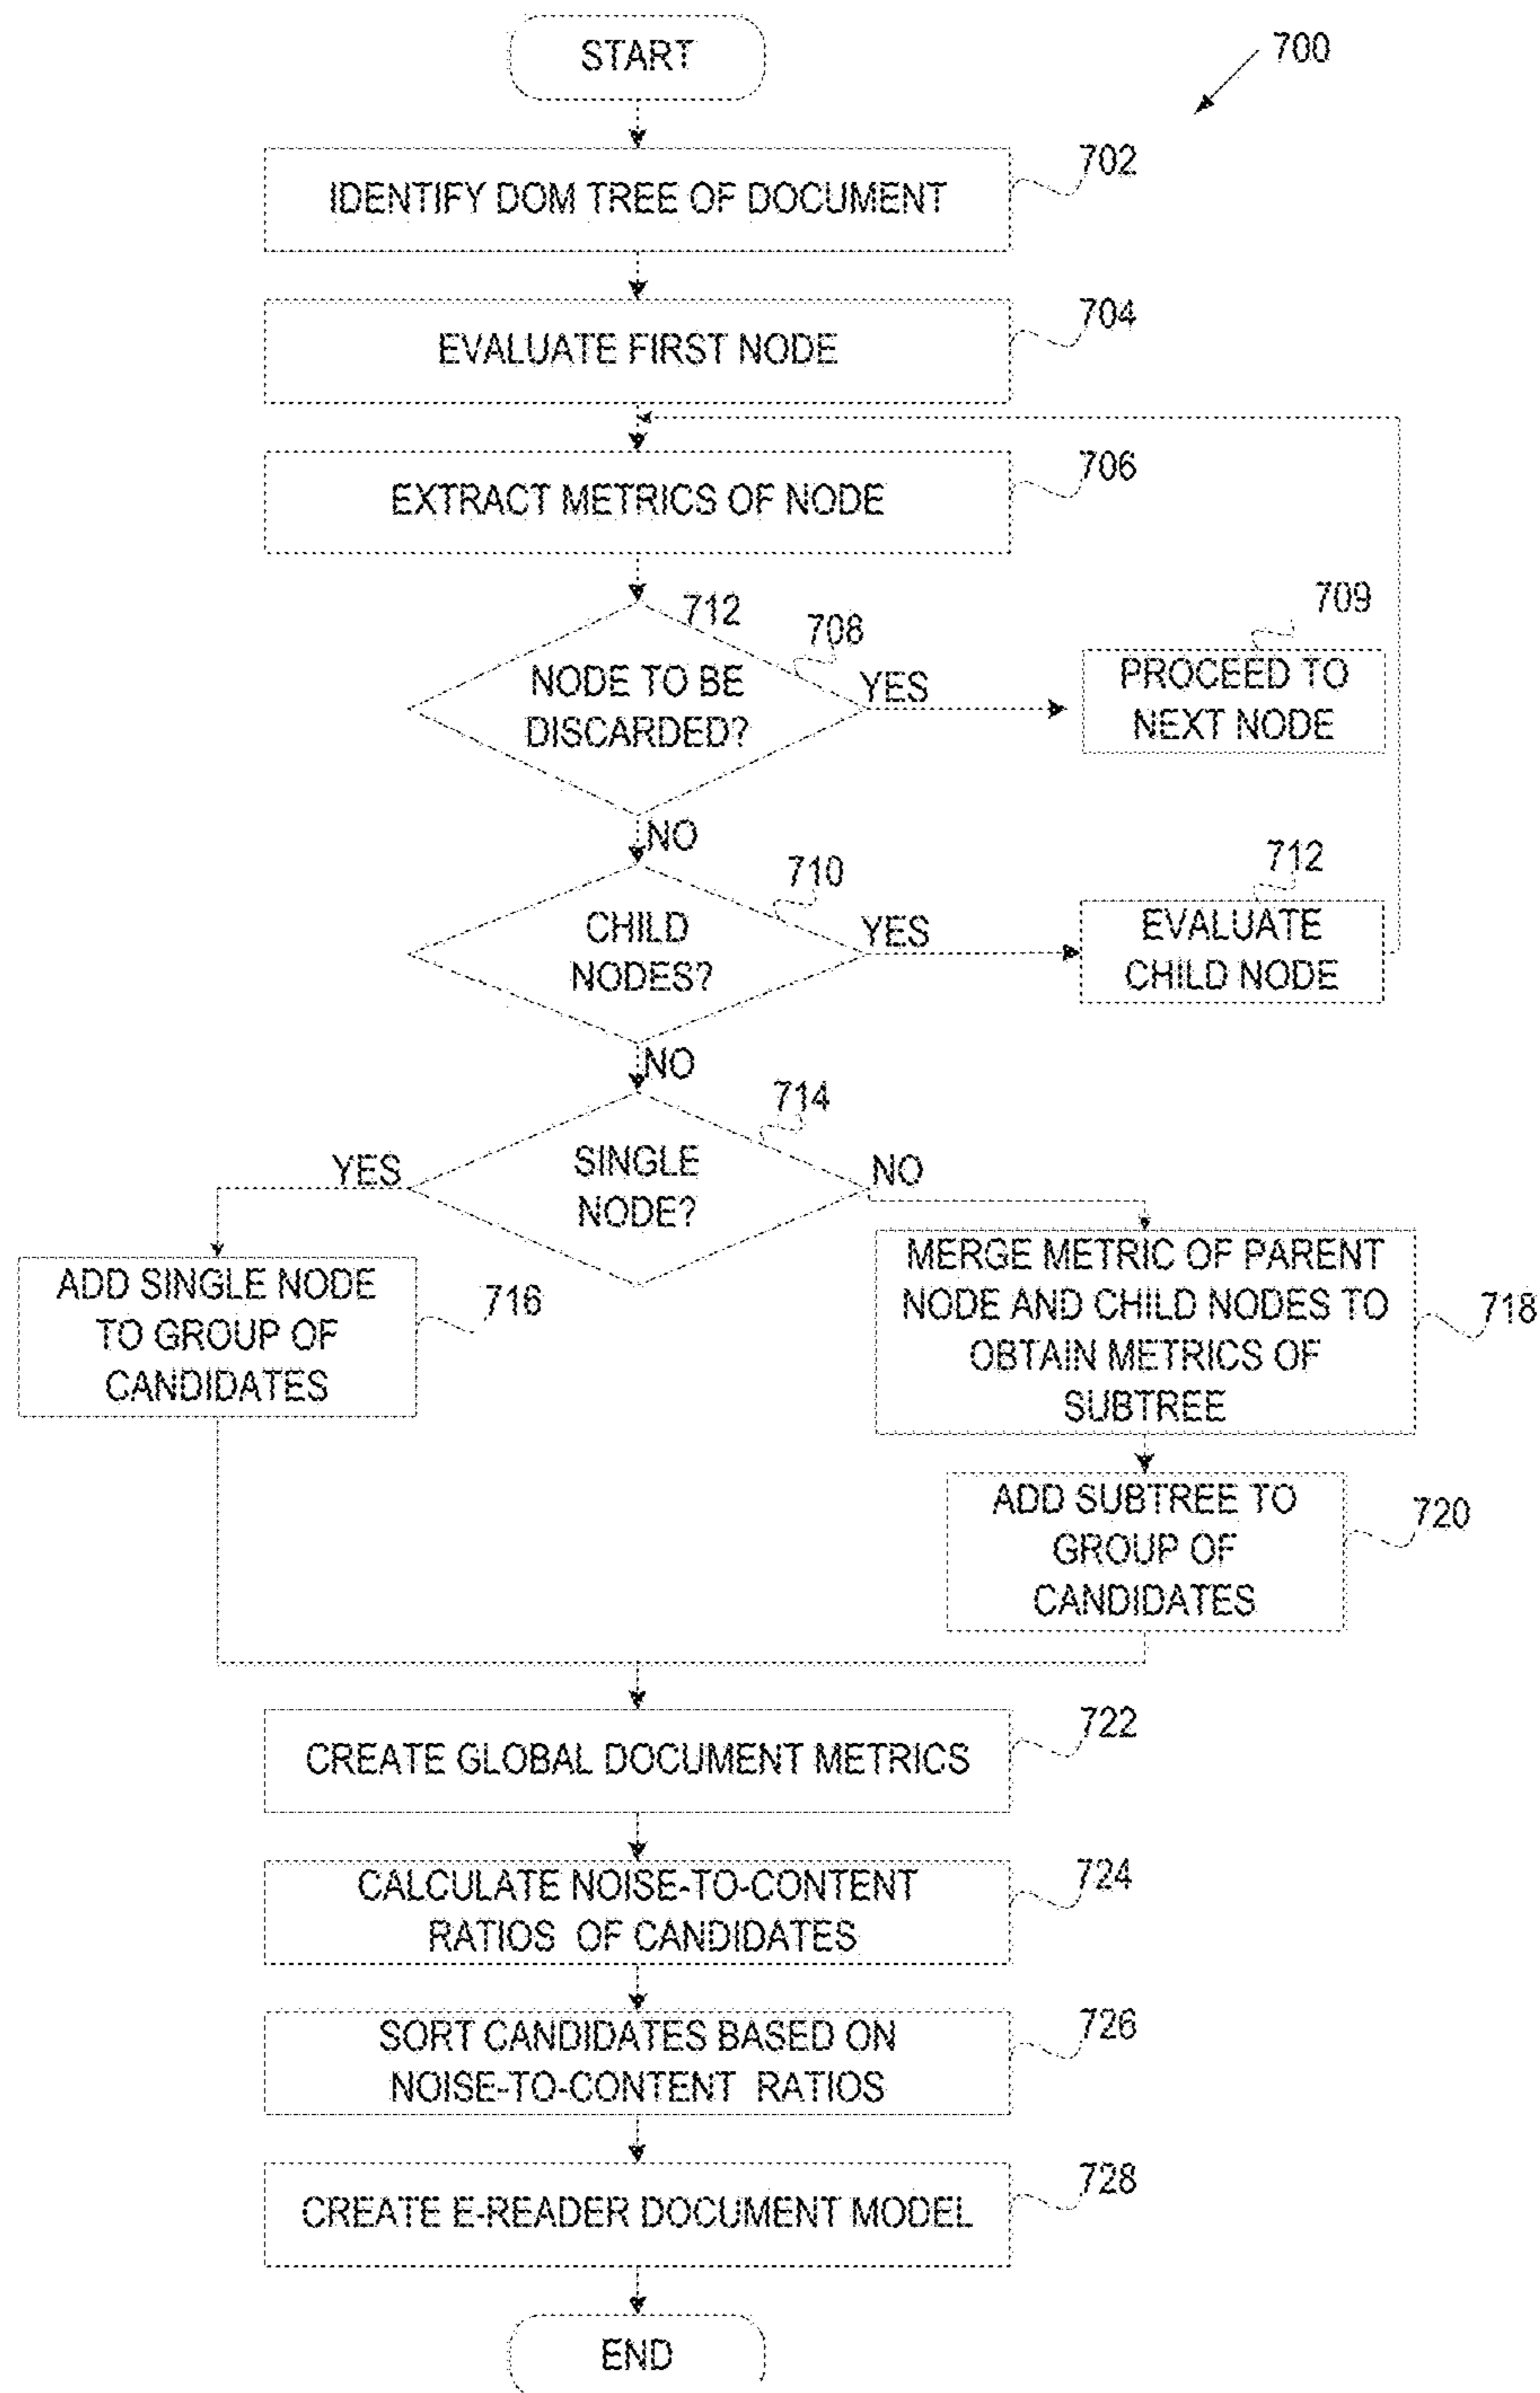 START
700
702
IDENTIFY DOM TREE OF DOCUMENT
704
EVALUATE FIRST NODE
706
EXTRACT METRICS OF NODE
712
708
709
NODE TO BE
DISCARDED?
YES
PROCEED TO
NEXT NODE
NO
710
712
CHILD
NODES?
YES
EVALUATE
CHILD NODE
NO
714
SINGLE
NODE?
YES
NO
ADD SINGLE NODE
TO GROUP OF
CANDIDATES
716
MERGE METRIC OF PARENT
NODE AND CHILD NODES TO
OBTAIN METRICS OF
SUBTREE
718
ADD SUBTREE TO
GROUP OF
CANDIDATES
720
722
CREATE GLOBAL DOCUMENT METRICS
724
CALCULATE NOISE-TO-CONTENT
RATIOS OF CANDIDATES
726
SORT CANDIDATES BASED ON
NOISE-TO-CONTENT RATIOS
728
CREATE E-READER DOCUMENT MODEL
END